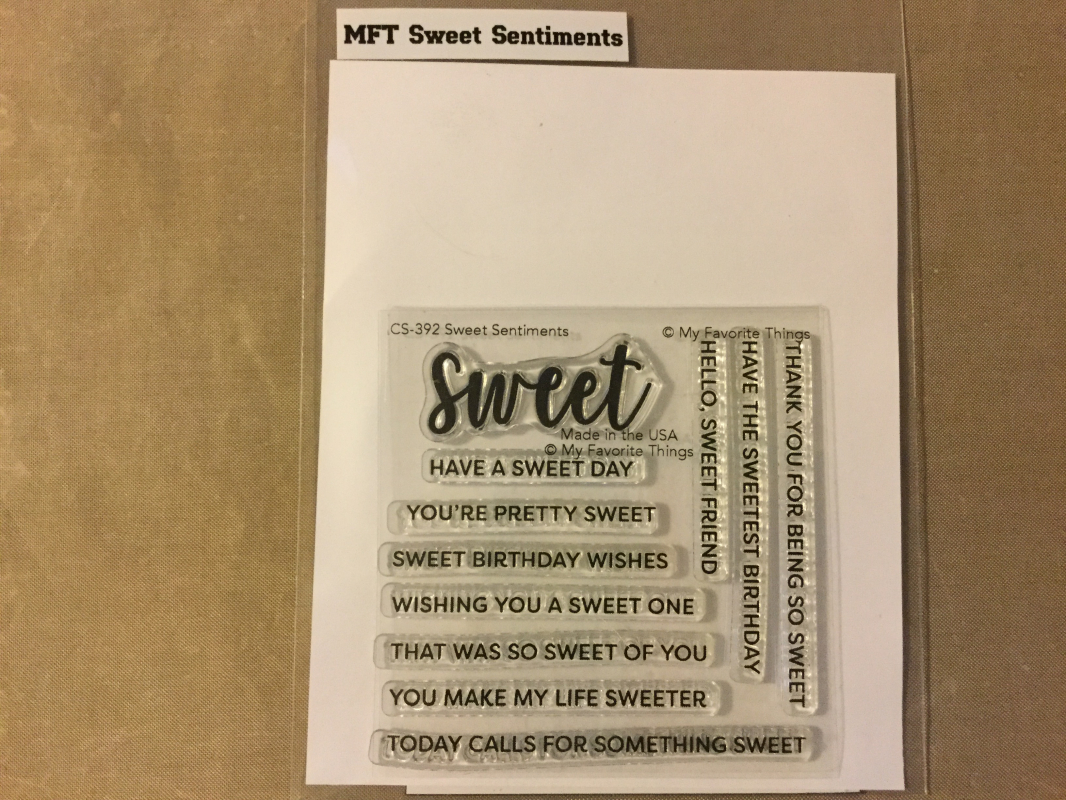 MFT Sweet Sentiments
CS-392 Sweet Sentiments
© My Favorite Things
sweet
Made in the USA
© My Favorite Things
HAVE A SWEET DAY
YOU'RE PRETTY SWEET
SWEET BIRTHDAY WISHES
WISHING YOU A SWEET ONE
THAT WAS SO SWEET OF YOU
YOU MAKE MY LIFE SWEETER
TODAY CALLS FOR SOMETHING SWEET
HELLO, SWEET FRIEND
HAVE THE SWEETEST BIRTHDAY
THANK YOU FOR BEING SO SWEET